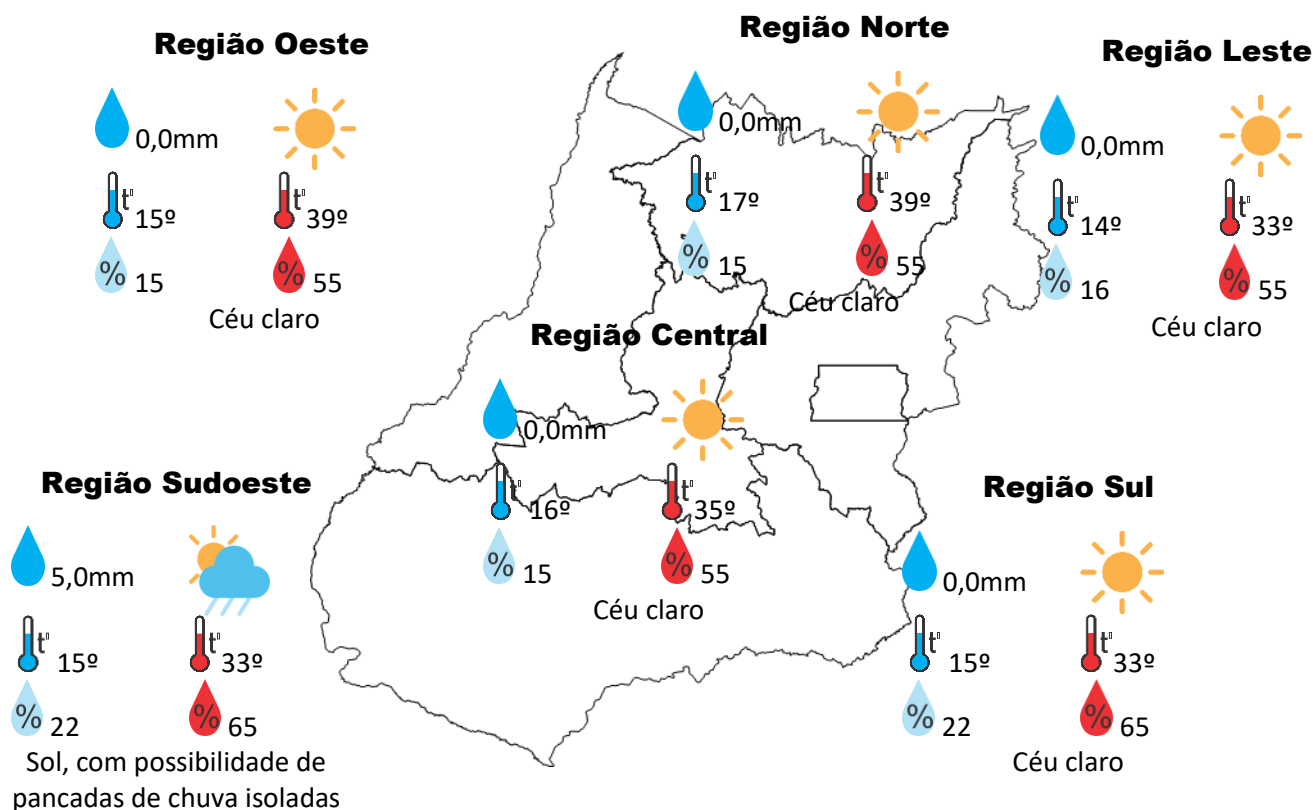 Região Oeste
0,0mm
t°
15º
t°
39º
%
15
%
55
Céu claro
Região Norte
0,0mm
t°
17º
t°
39º
%
15
%
55
Céu claro
Região Leste
0,0mm
t°
14º
t°
33º
%
16
%
55
Céu claro
Região Central
0,0mm
t°
16º
t°
35º
%
15
%
55
Céu claro
Região Sudoeste
5,0mm
t°
15º
t°
33º
%
22
%
65
Sol, com possibilidade de
pancadas de chuva isoladas
Região Sul
0,0mm
t°
15º
t°
33º
%
22
%
65
Céu claro